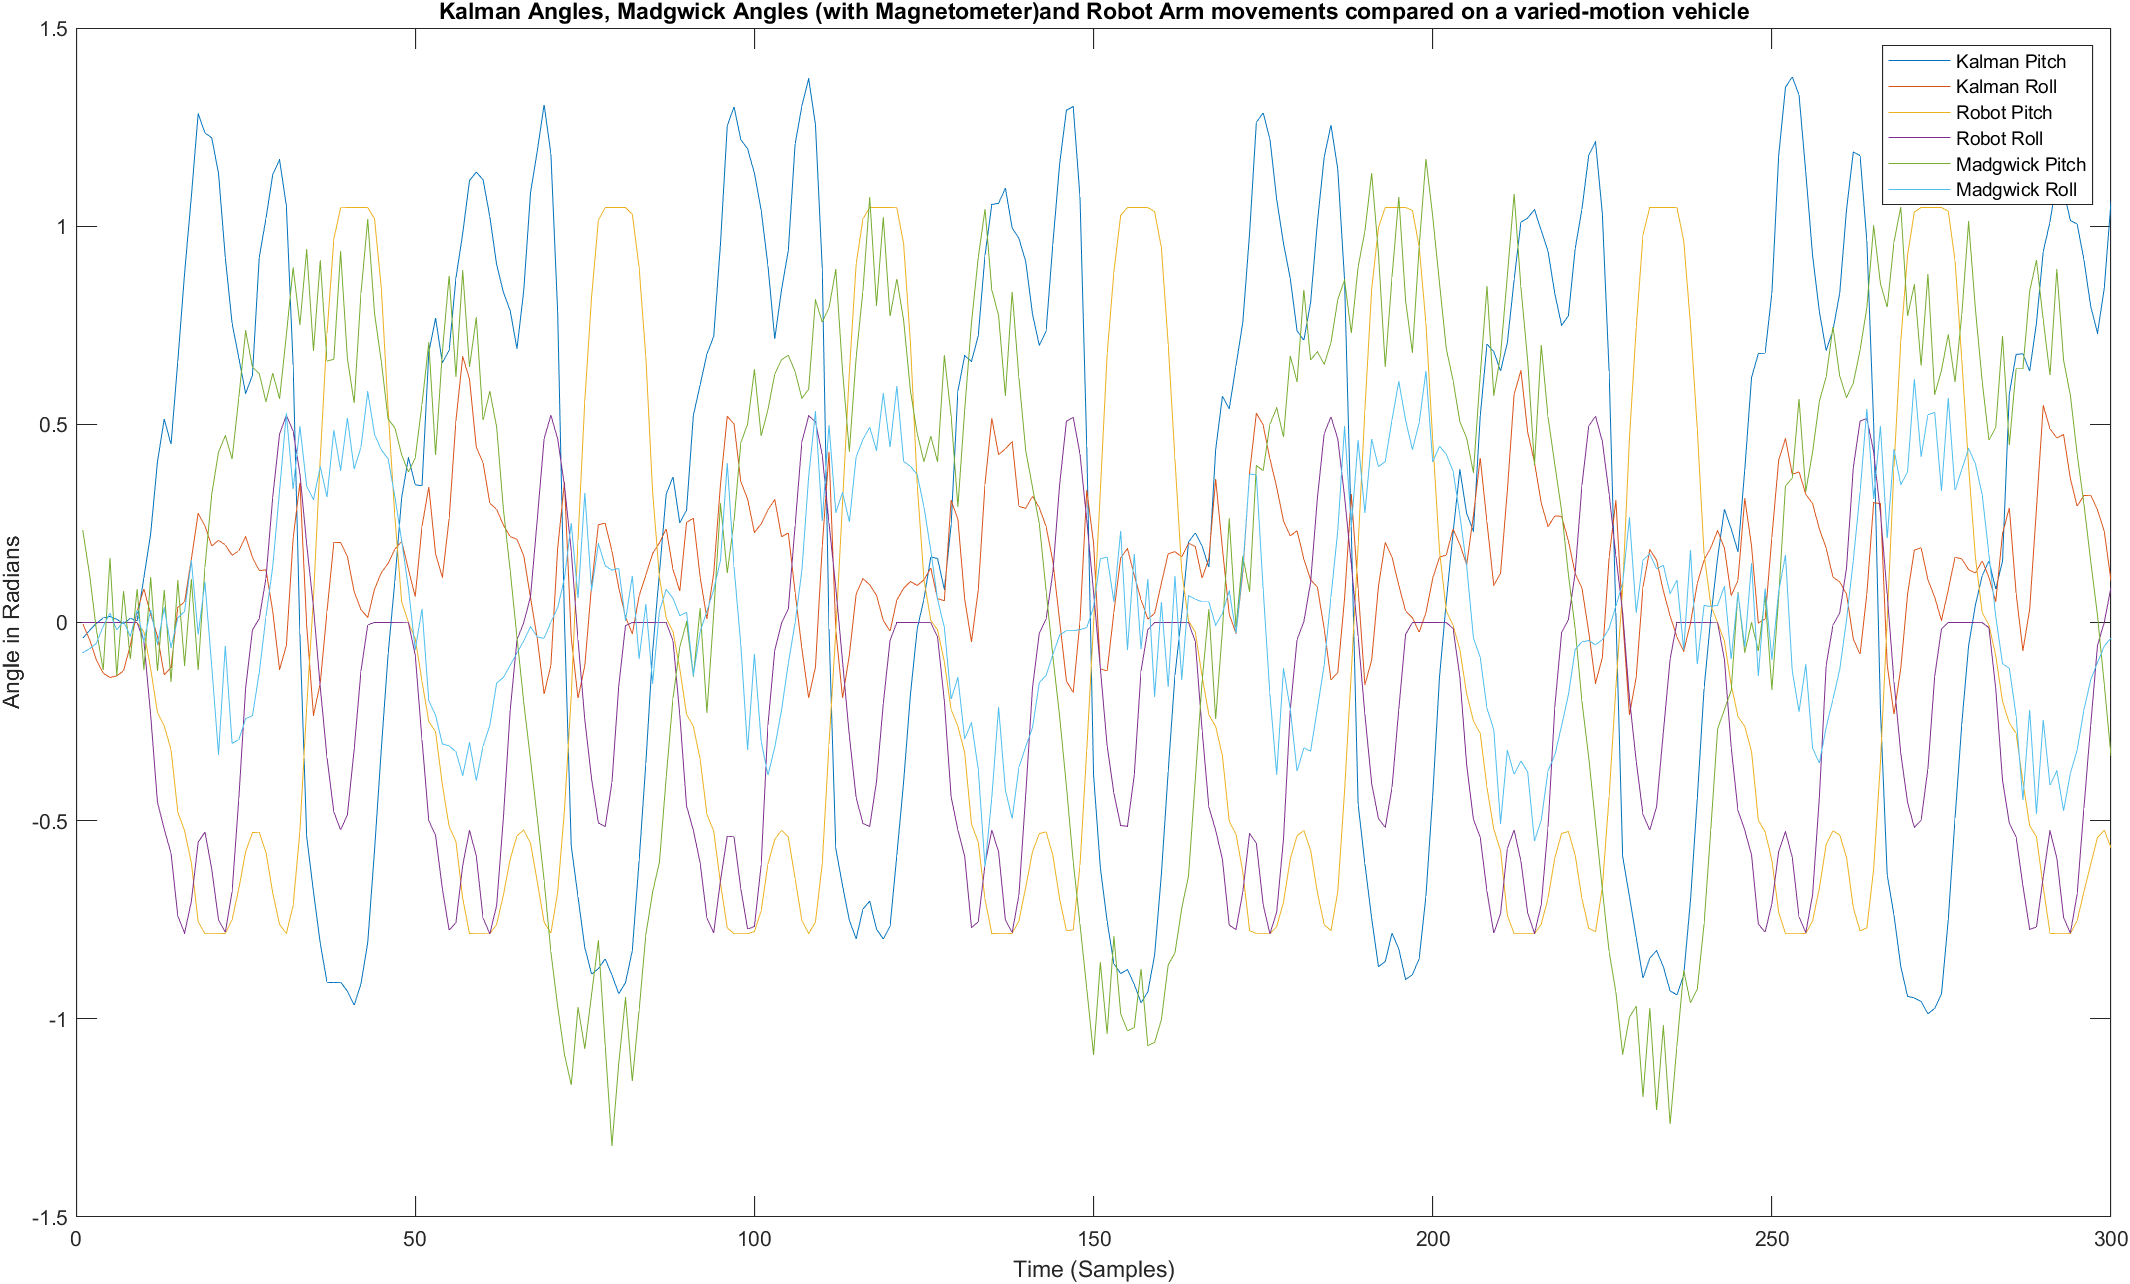 Kalman Angles, Madgwick Angles (with Magnetometer)and Robot Arm movements compared on a varied-motion vehicle
1.5
1
0.5
0
-0.5
-1
-1.5
Angle in Radians
Kalman Pitch
Kalman Roll
Robot Pitch
Robot Roll
Madgwick Pitch
Madgwick Roll
0 50 100 150 200 250 300
Time (Samples)